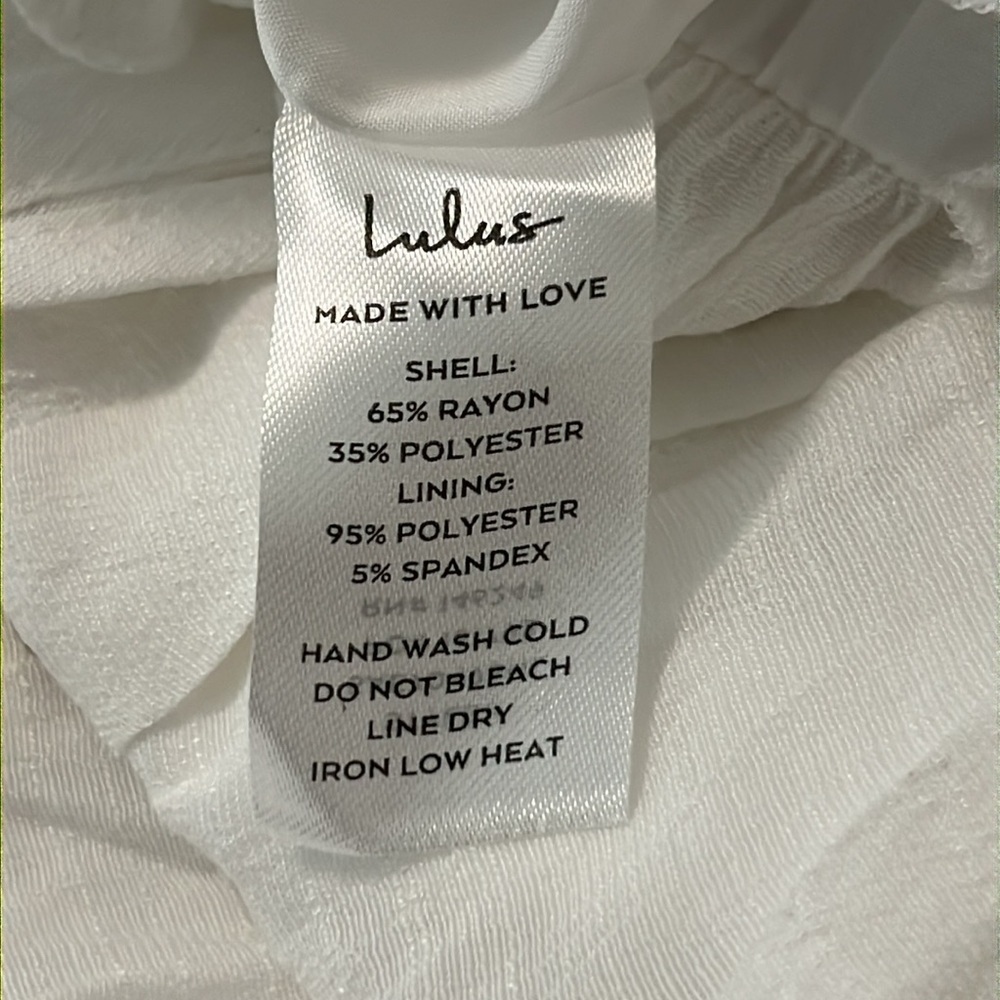 Lulus
MADE WITH LOVE
SHELL:
65% RAYON
35% POLYESTER
LINING:
95% POLYESTER
5% SPANDEX
HAND WASH COLD
DO NOT BLEACH
LINE DRY
IRON LOW HEAT